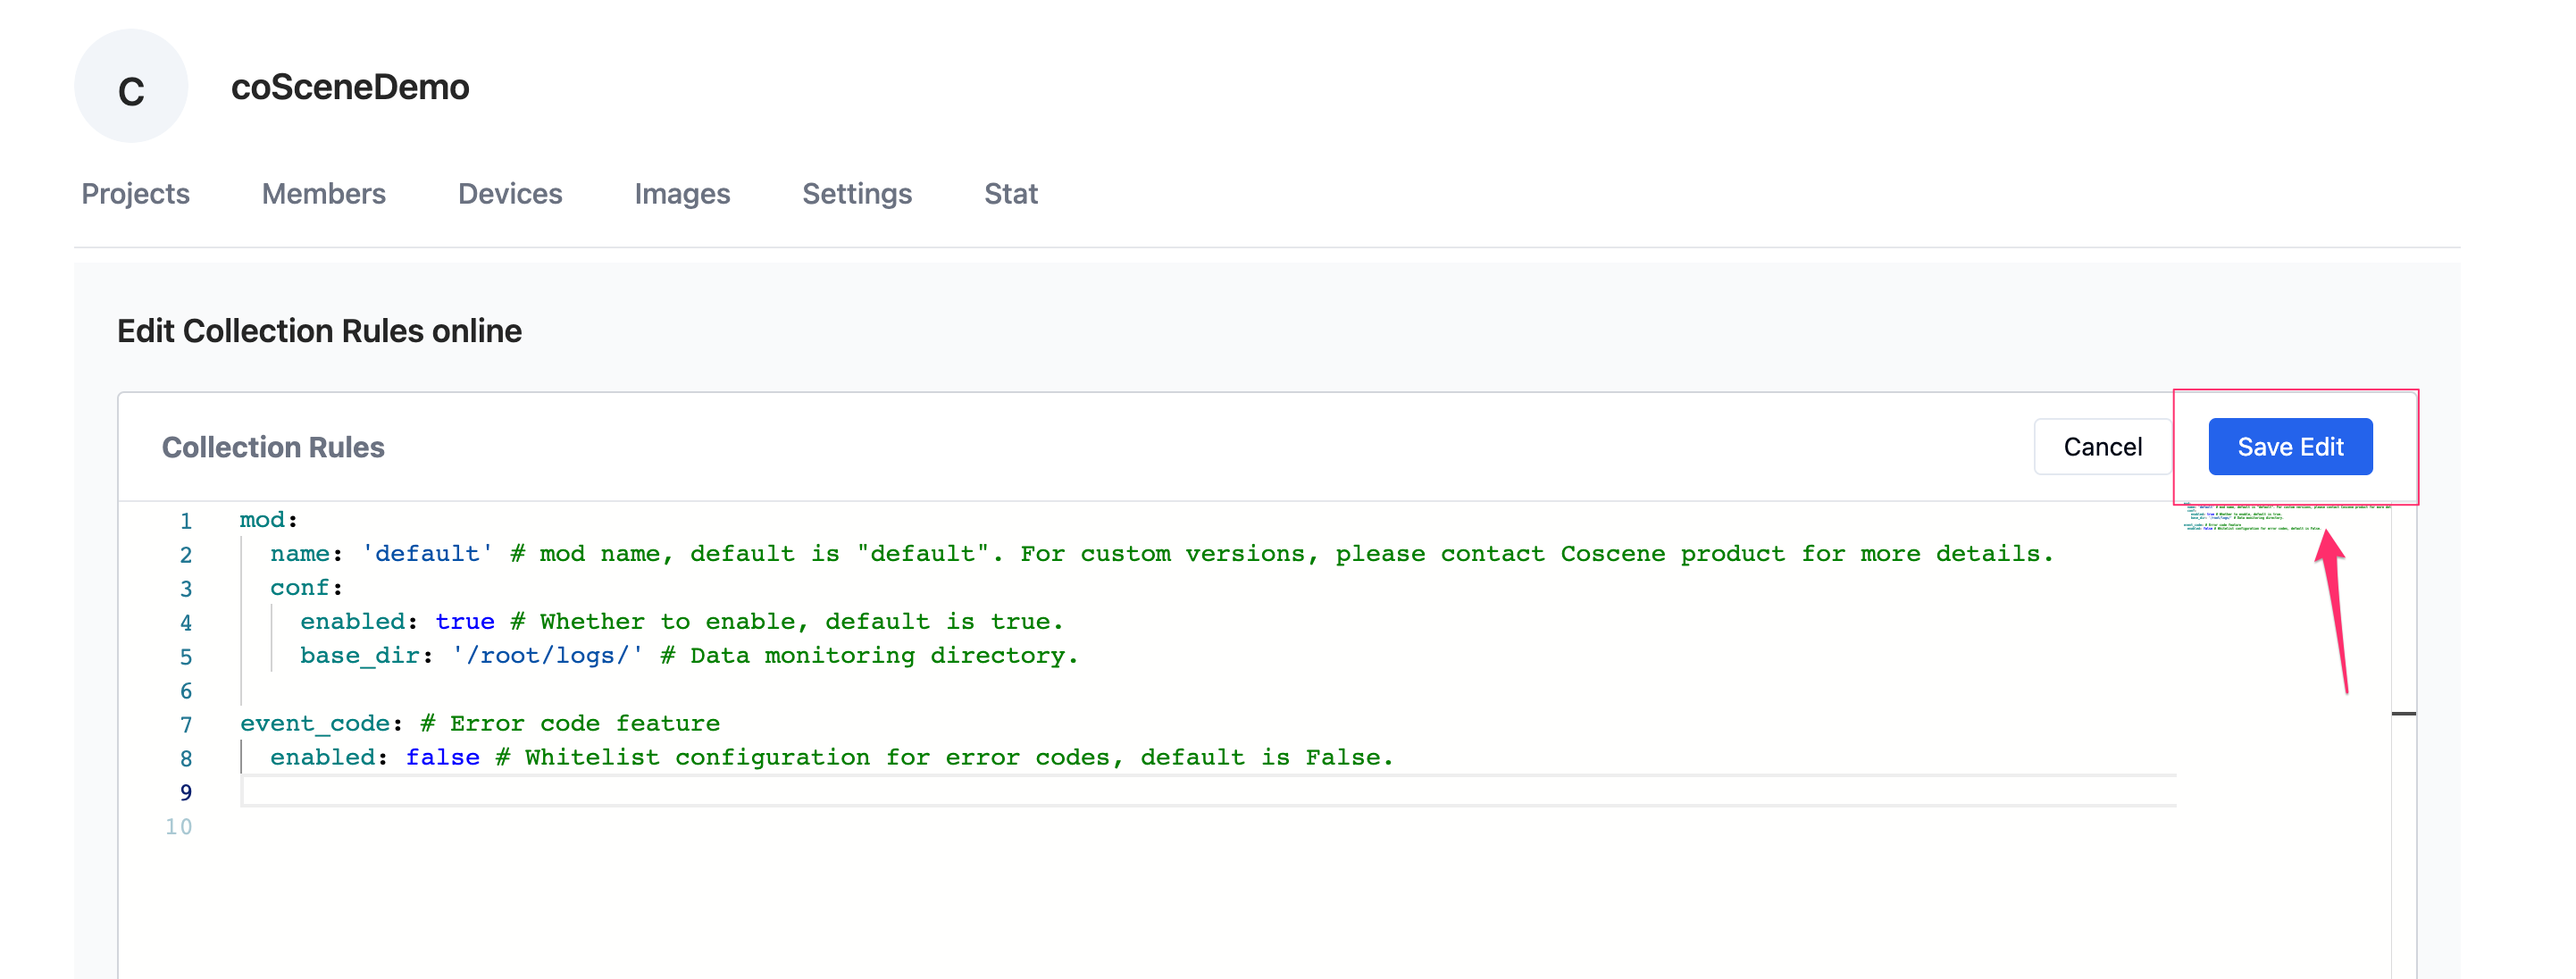 C
coSceneDemo
Projects Members Devices Images Settings Stat
Edit Collection Rules online
Collection Rules Cancel Save Edit
1 mod:
2 name: 'default' # mod name, default is "default". For custom versions, please contact Coscene product for more details.
3 conf:
4 enabled: true # Whether to enable, default is true.
5 base_dir: '/root/logs/' # Data monitoring directory.
6
7 event_code: # Error code feature
8 enabled: false # Whitelist configuration for error codes, default is False.
9
10